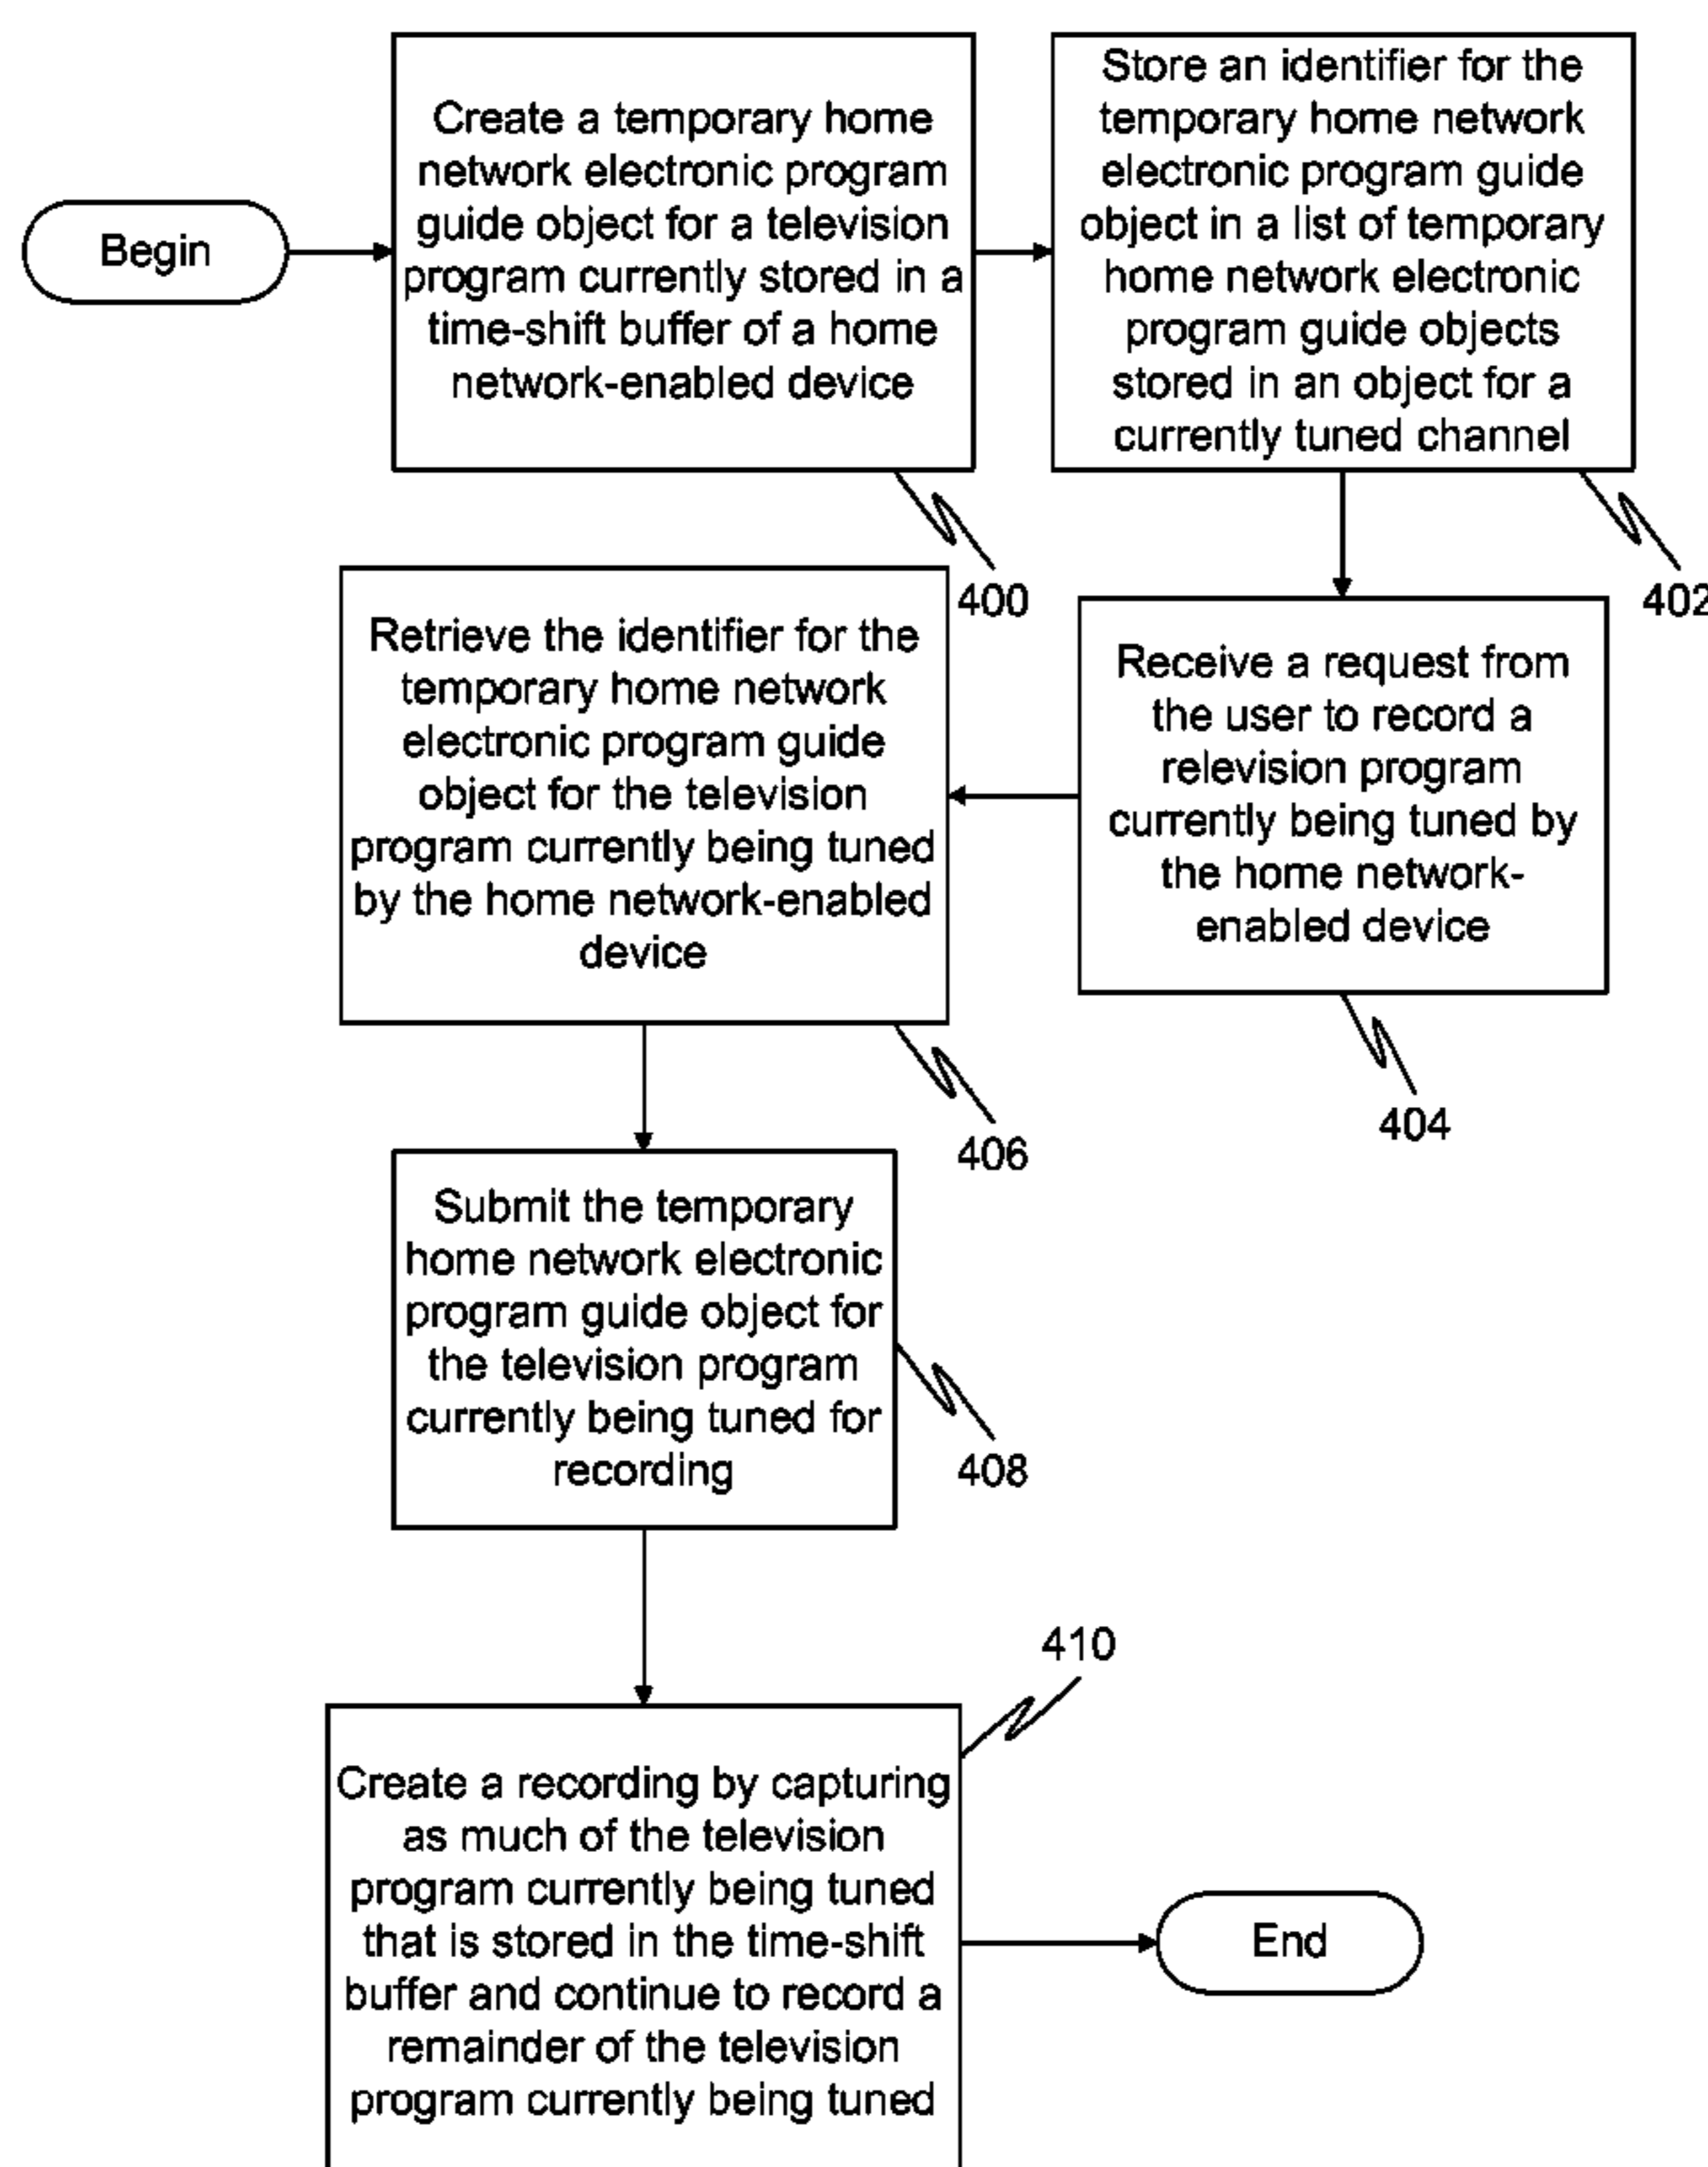 Begin
Create a temporary home
network electronic program
guide object for a television
program currently stored in a
time-shift buffer of a home
network-enabled device
400
Store an identifier for the
temporary home network
electronic program guide
object in a list of temporary
home network electronic
program guide objects
stored in an object for a
currently tuned channel
402
Receive a request from
the user to record a
relevision program
currently being tuned by
the home network-
enabled device
404
Retrieve the identifier for the
temporary home network
electronic program guide
object for the television
program currently being tuned
by the home network-enabled
device
406
Submit the temporary
home network electronic
program guide object for
the television program
currently being tuned for
recording
408
410
Create a recording by capturing
as much of the television
program currently being tuned
that is stored in the time-shift
buffer and continue to record a
remainder of the television
program currently being tuned
End